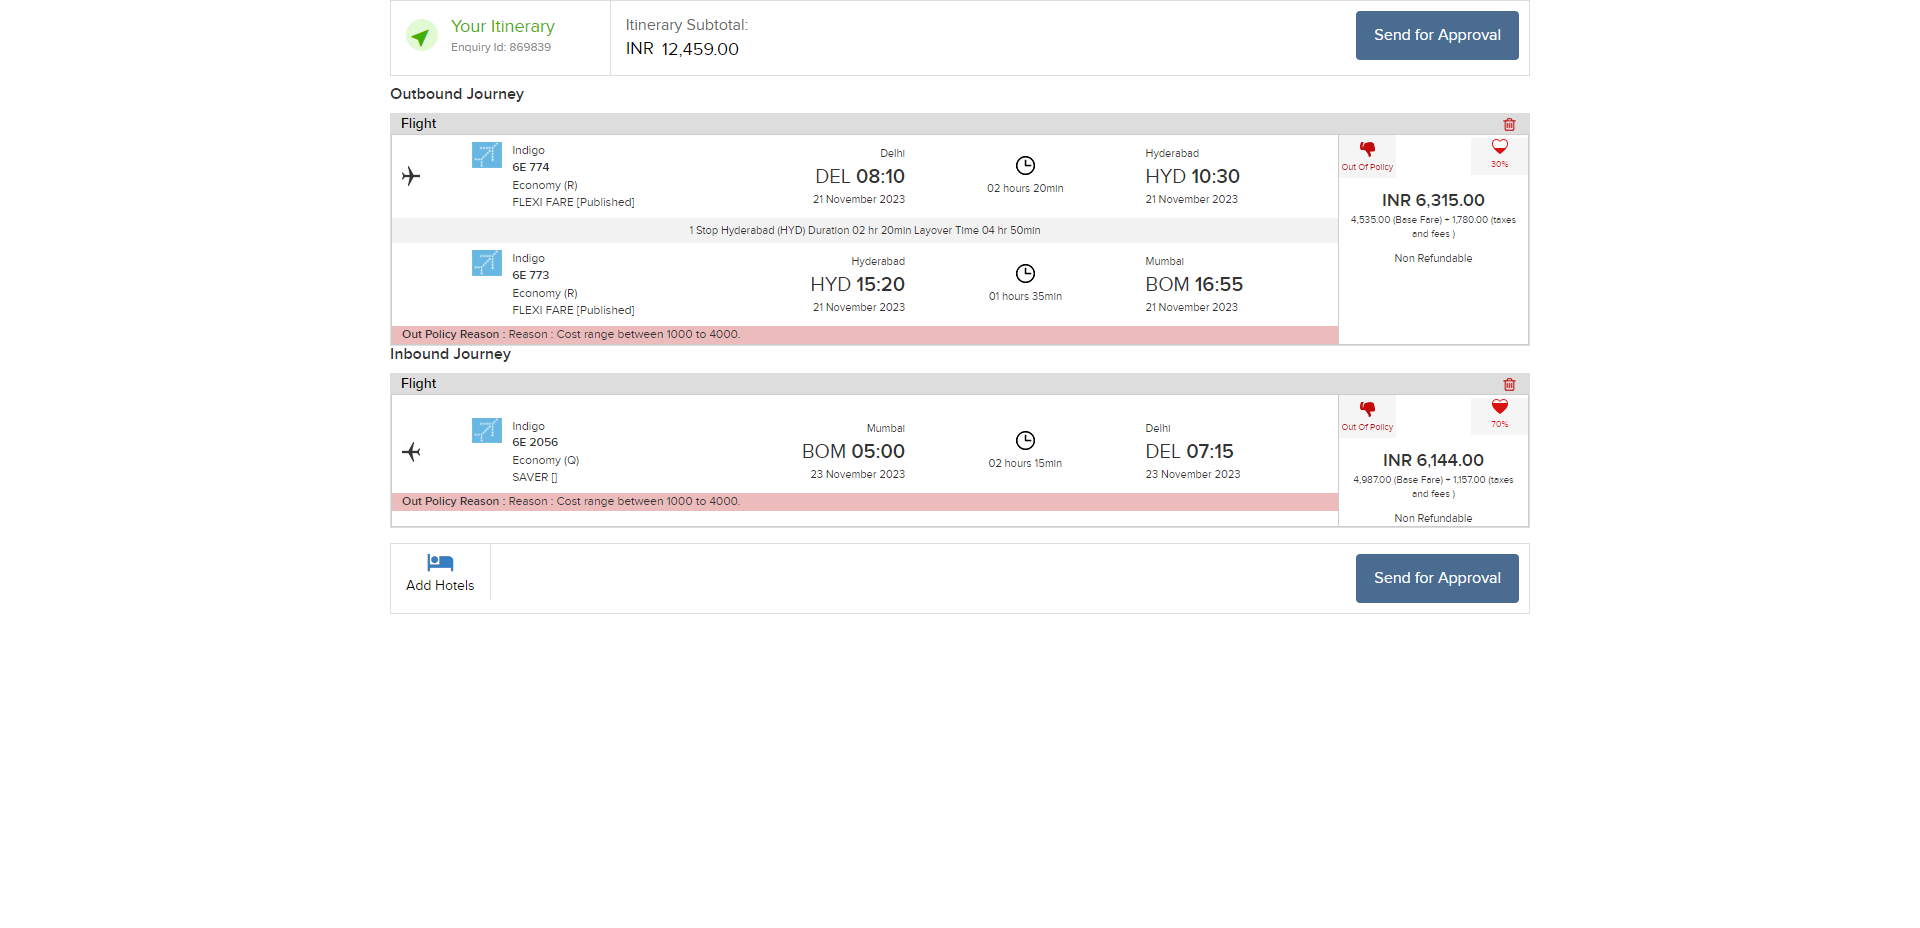 Your Itinerary
Enquiry Id: 869839
Itinerary Subtotal:
INR 12,459.00
Send for Approval
Outbound Journey
Flight
Indigo
6E 774
Economy (R)
FLEXI FARE [Published]
Delhi
DEL 08:10
21 November 2023
02 hours 20min
Hyderabad
HYD 10:30
21 November 2023
Out Of Policy
30%
INR 6,315.00
4,535.00 (Base Fare) + 1,780.00 (taxes
and fees )
Non Refundable
1 Stop Hyderabad (HYD) Duration 02 hr 20min Layover Time 04 hr 50min
Indigo
6E 773
Economy (R)
FLEXI FARE [Published]
Hyderabad
HYD 15:20
21 November 2023
01 hours 35min
Mumbai
BOM 16:55
21 November 2023
Out Policy Reason : Reason : Cost range between 1000 to 4000.
Inbound Journey
Flight
Indigo
6E 2056
Economy (Q)
SAVER []
Mumbai
BOM 05:00
23 November 2023
02 hours 15min
Delhi
DEL 07:15
23 November 2023
Out Of Policy
70%
INR 6,144.00
4,987.00 (Base Fare) + 1,157.00 (taxes
and fees )
Non Refundable
Out Policy Reason : Reason : Cost range between 1000 to 4000.
Add Hotels
Send for Approval